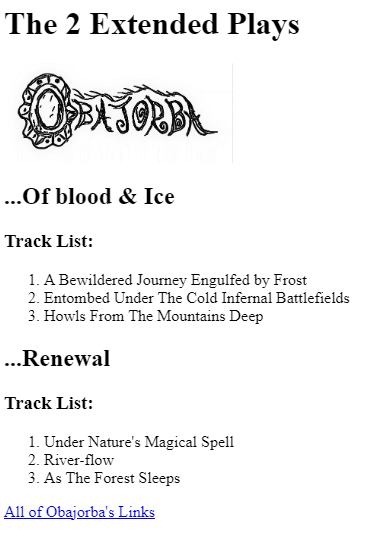 The 2 Extended Plays
OBAJORBA
...Of blood & Ice
Track List:
1. A Bewildered Journey Engulfed by Frost
2. Entombed Under The Cold Infernal Battlefields
3. Howls From The Mountains Deep
...Renewal
Track List:
1. Under Nature's Magical Spell
2. River-flow
3. As The Forest Sleeps
All of Obajorba's Links